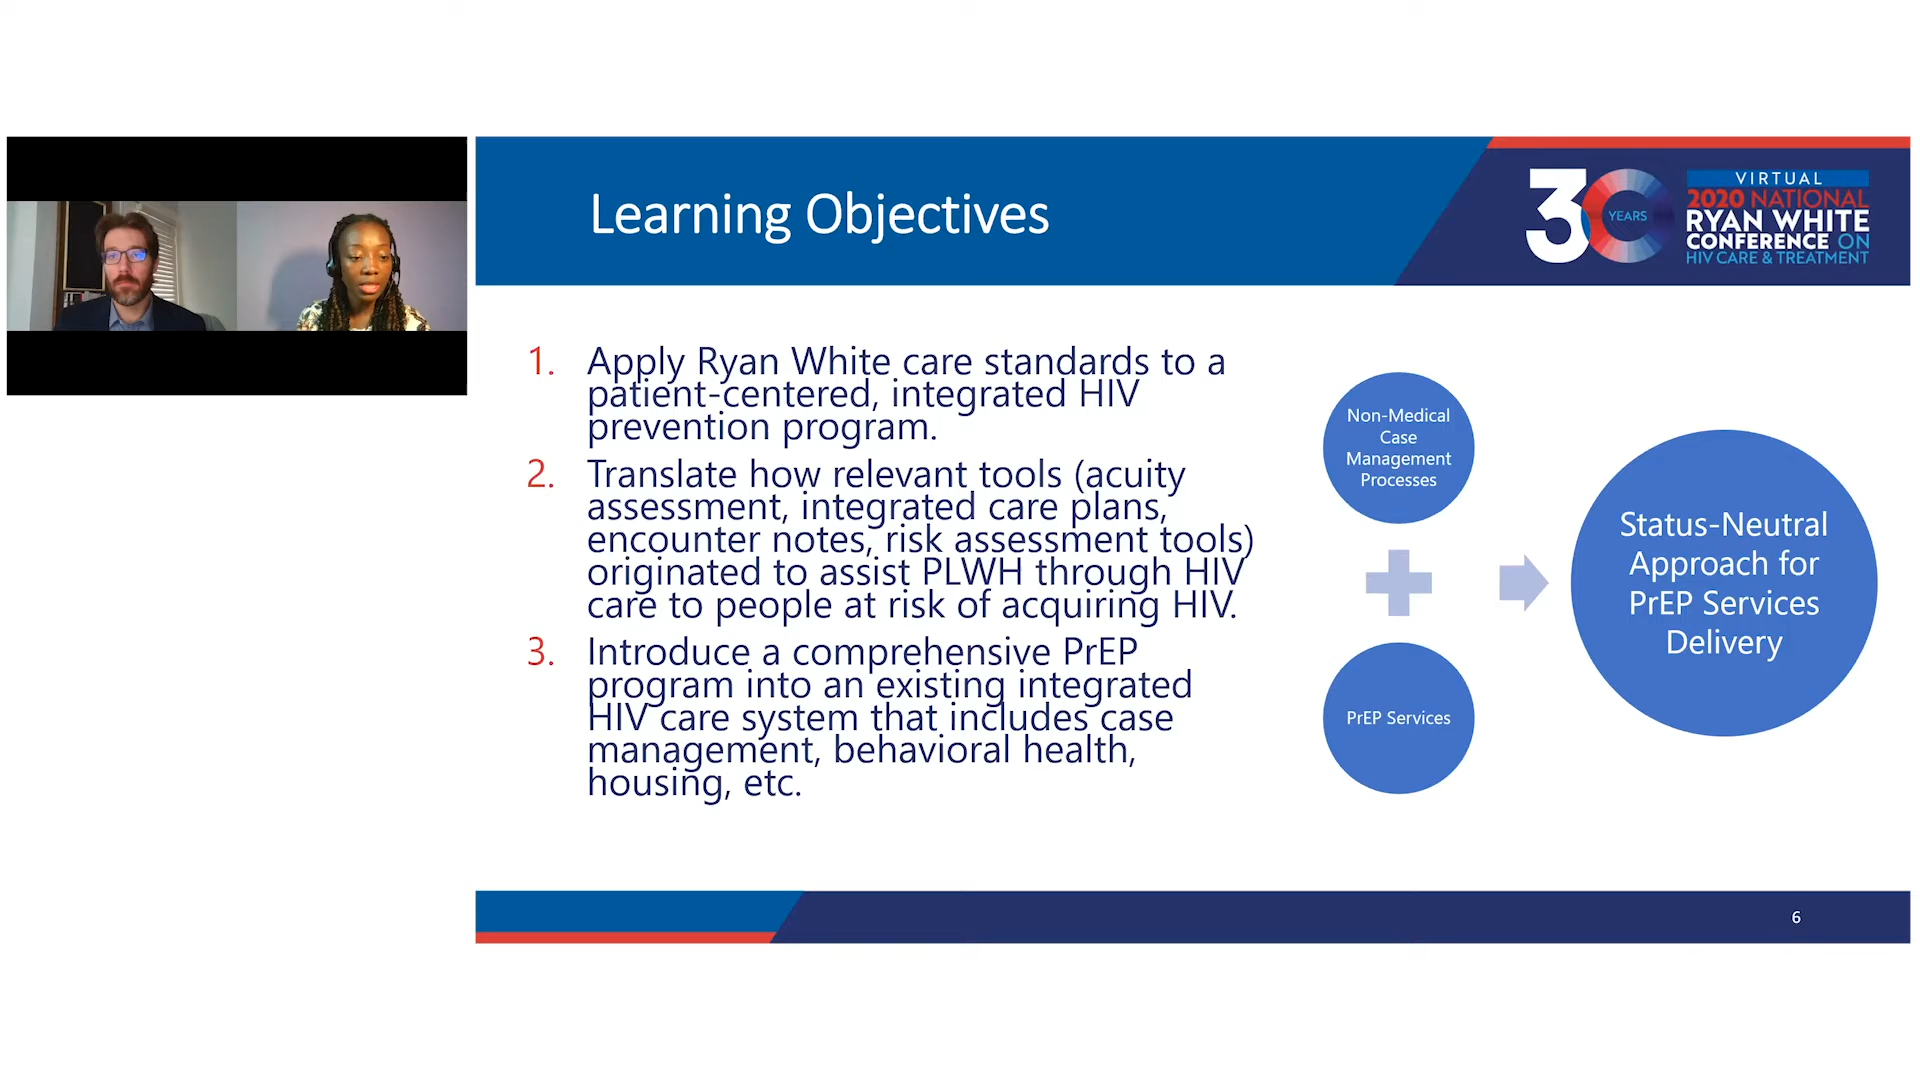 Learning Objectives
30
YEARS
VIRTUAL
2020 NATIONAL
RYAN WHITE
CONFERENCE ON
HIV CARE & TREATMENT
1. Apply Ryan White care standards to a
patient-centered, integrated HIV
prevention program.
2. Translate how relevant tools (acuity
assessment, integrated care plans,
encounter notes, risk assessment tools)
originated to assist PLWH through HIV
care to people at risk of acquiring HIV.
3. Introduce a comprehensive PrEP
program into an existing integrated
HIV care system that includes case
management, behavioral health,
housing, etc.
Non-Medical
Case
Management
Processes
PrEP Services
Status-Neutral
Approach for
PrEP Services
Delivery
6